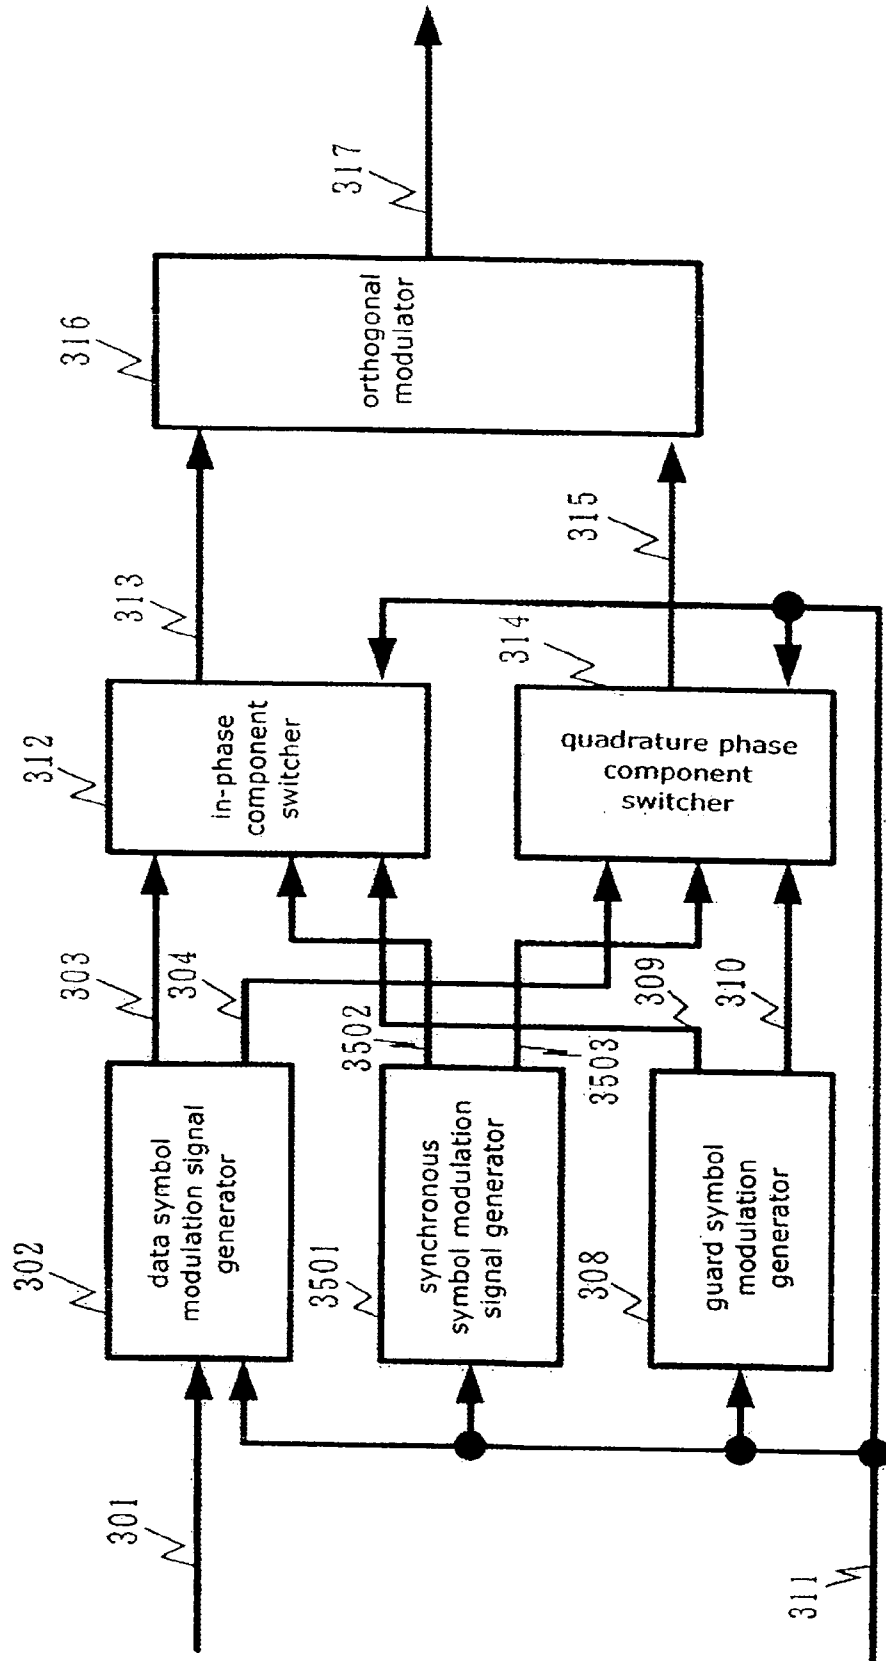 301
302
data symbol
modulation signal
generator
303
304
3501
synchronous
symbol modulation
signal generator
3502
3503
308
guard symbol
modulation
generator
309
310
311
312
in-phase
component
switcher
313
314
quadrature phase
component
switcher
315
316
orthogonal
modulator
317